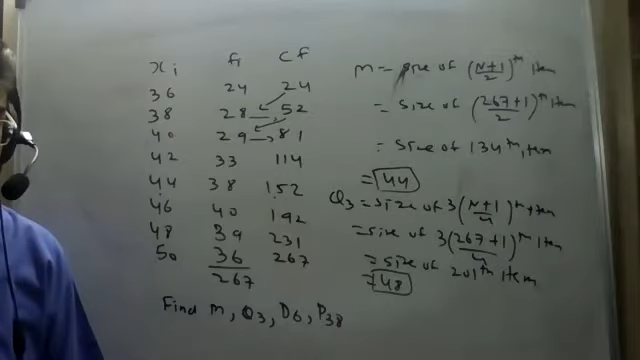 xi fi cf
36 24 24
38 28 52
40 29 81
42 33 114
44 38 152
46 40 192
48 39 231
50 36 267
267
Find M, Q3, D6, P38
M = size of (N+1/2)th item
= size of (267+1/2)th item
= size of 134th item
= 44
Q3 = size of 3(N+1/4)th item
= size of 3(267+1/4)th item
= size of 201th item
= 48